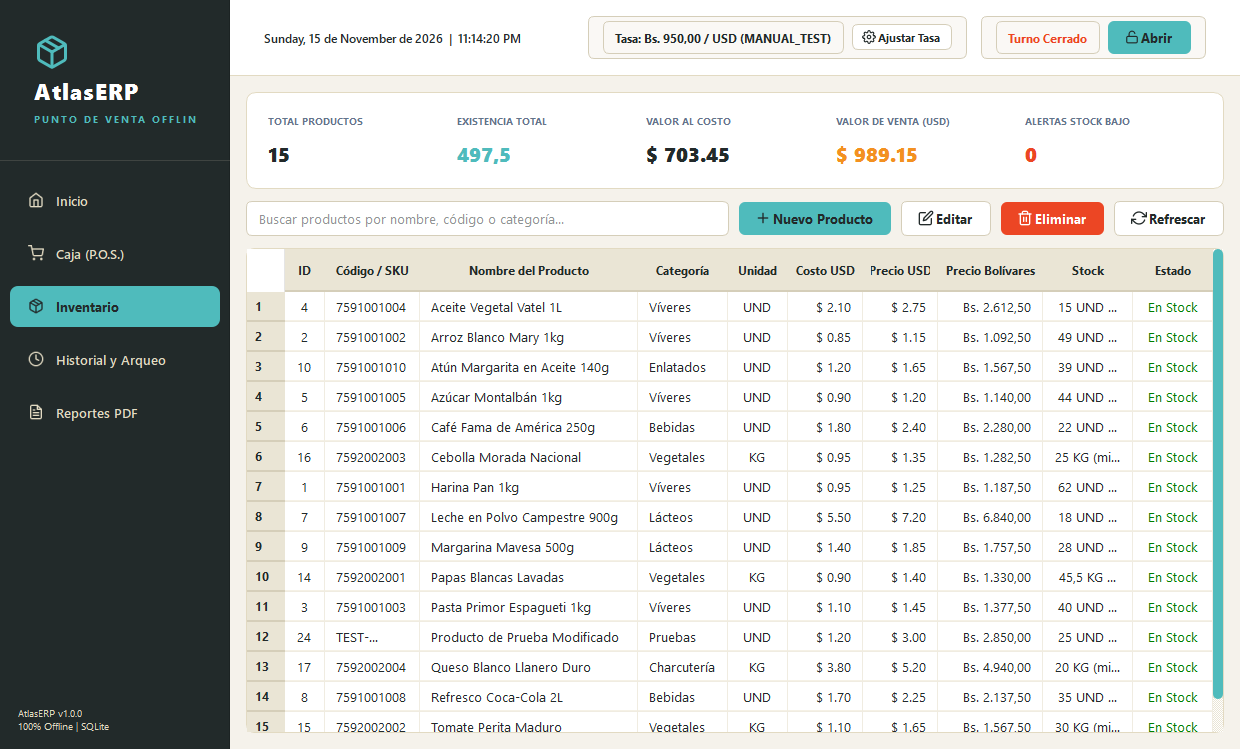 AtlasERP
PUNTO DE VENTA OFFLIN
Inicio
Caja (P.O.S.)
Inventario
Historial y Arqueo
Reportes PDF
AtlasERP v1.0.0
100% Offline | SQLite
Sunday, 15 de November de 2026 | 11:14:20 PM
Tasa: Bs. 950,00 / USD (MANUAL_TEST)
Ajustar Tasa
Turno Cerrado
Abrir
TOTAL PRODUCTOS EXISTENCIA TOTAL VALOR AL COSTO VALOR DE VENTA (USD) ALERTAS STOCK BAJO
15 497,5 $ 703.45 $ 989.15 0
Buscar productos por nombre, código o categoría...
+ Nuevo Producto
Editar
Eliminar
Refrescar
ID Código / SKU Nombre del Producto Categoría Unidad Costo USD Precio USD Precio Bolívares Stock Estado
1 4 7591001004 Aceite Vegetal Vatel 1L Víveres UND $ 2.10 $ 2.75 Bs. 2.612,50 15 UND ... En Stock
2 2 7591001002 Arroz Blanco Mary 1kg Víveres UND $ 0.85 $ 1.15 Bs. 1.092,50 49 UND ... En Stock
3 10 7591001010 Atún Margarita en Aceite 140g Enlatados UND $ 1.20 $ 1.65 Bs. 1.567,50 39 UND ... En Stock
4 5 7591001005 Azúcar Montalbán 1kg Víveres UND $ 0.90 $ 1.20 Bs. 1.140,00 44 UND ... En Stock
5 6 7591001006 Café Fama de América 250g Bebidas UND $ 1.80 $ 2.40 Bs. 2.280,00 22 UND ... En Stock
6 16 7592002003 Cebolla Morada Nacional Vegetales KG $ 0.95 $ 1.35 Bs. 1.282,50 25 KG (mi... En Stock
7 1 7591001001 Harina Pan 1kg Víveres UND $ 0.95 $ 1.25 Bs. 1.187,50 62 UND ... En Stock
8 7 7591001007 Leche en Polvo Campestre 900g Lácteos UND $ 5.50 $ 7.20 Bs. 6.840,00 18 UND ... En Stock
9 9 7591001009 Margarina Mavesa 500g Lácteos UND $ 1.40 $ 1.85 Bs. 1.757,50 28 UND ... En Stock
10 14 7592002001 Papas Blancas Lavadas Vegetales KG $ 0.90 $ 1.40 Bs. 1.330,00 45,5 KG ... En Stock
11 3 7591001003 Pasta Primor Espagueti 1kg Víveres UND $ 1.10 $ 1.45 Bs. 1.377,50 40 UND ... En Stock
12 24 TEST-... Producto de Prueba Modificado Pruebas UND $ 1.20 $ 3.00 Bs. 2.850,00 25 UND ... En Stock
13 17 7592002004 Queso Blanco Llanero Duro Charcutería KG $ 3.80 $ 5.20 Bs. 4.940,00 20 KG (mi... En Stock
14 8 7591001008 Refresco Coca-Cola 2L Bebidas UND $ 1.70 $ 2.25 Bs. 2.137,50 35 UND ... En Stock
15 15 7592002002 Tomate Perita Maduro Vegetales KG $ 1.10 $ 1.65 Bs. 1.567,50 30 KG (mi... En Stock